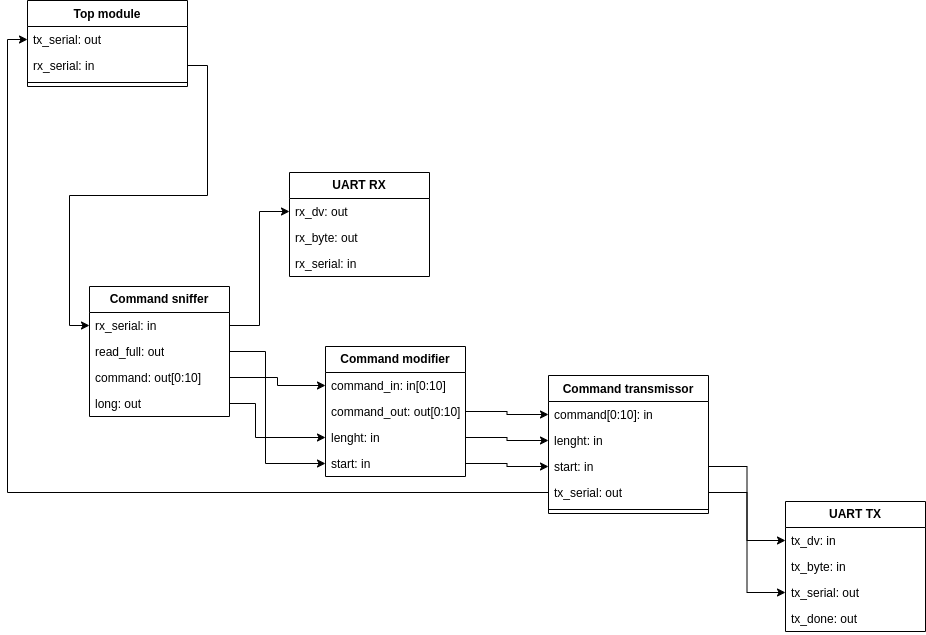 Top module
tx_serial: out
rx_serial: in
UART RX
rx_dv: out
rx_byte: out
rx_serial: in
Command sniffer
rx_serial: in
read_full: out
command: out[0:10]
long: out
Command modifier
command_in: in[0:10]
command_out: out[0:10]
lenght: in
start: in
Command transmissor
command[0:10]: in
lenght: in
start: in
tx_serial: out
UART TX
tx_dv: in
tx_byte: in
tx_serial: out
tx_done: out